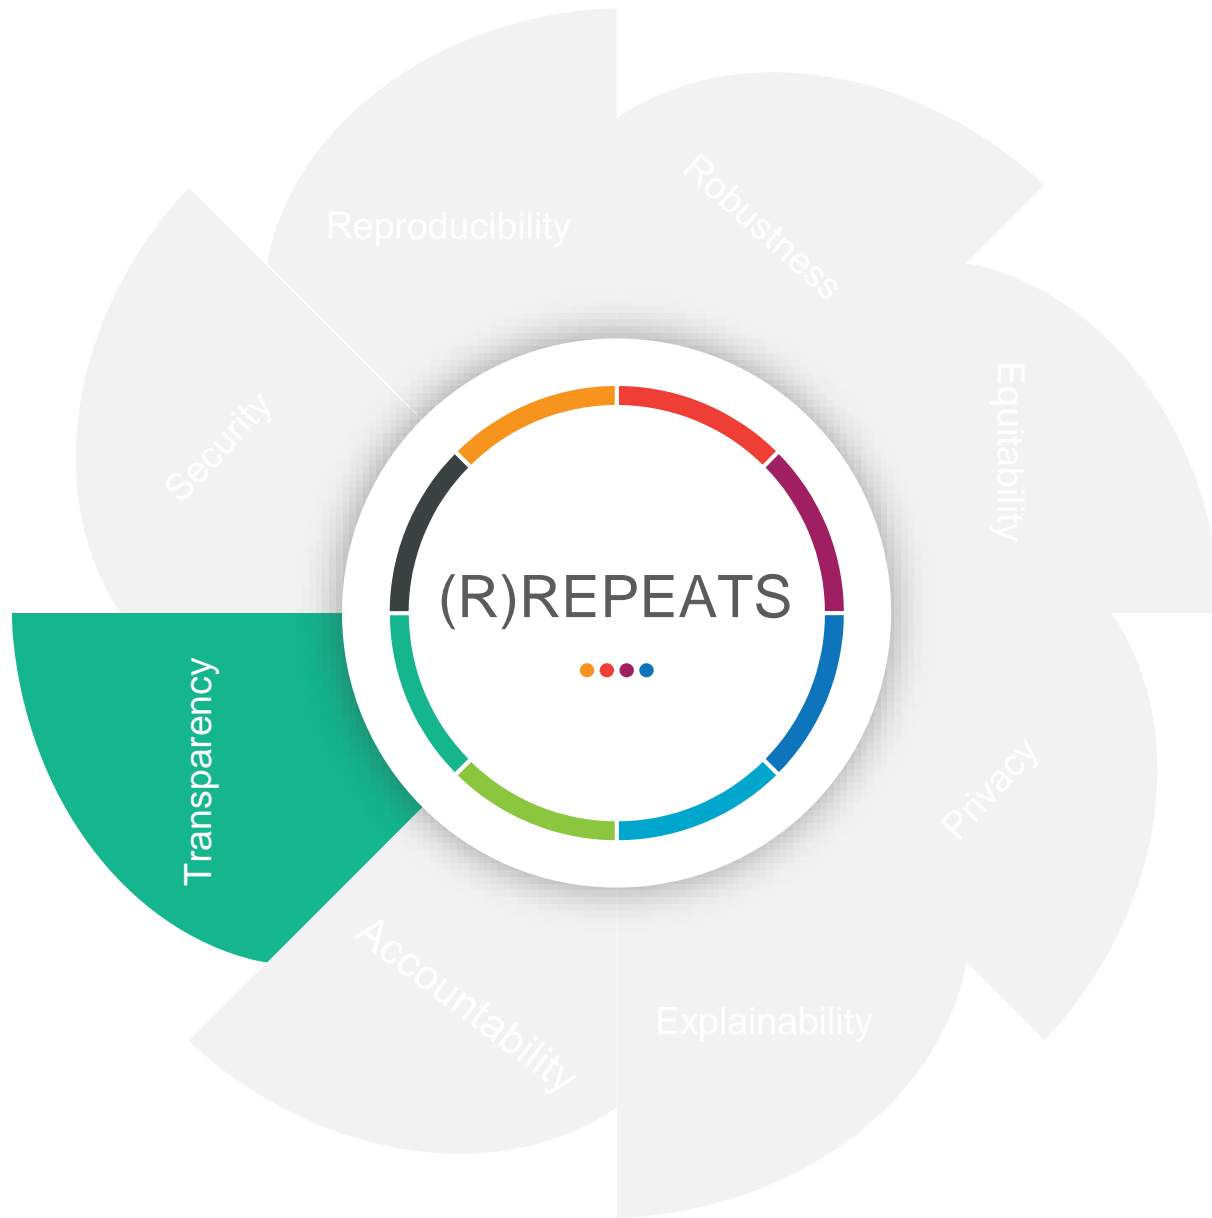 Reproducibility
Robustness
Equitability
Privacy
Explainability
Accountability
Transparency
Security
(R)REPEATS